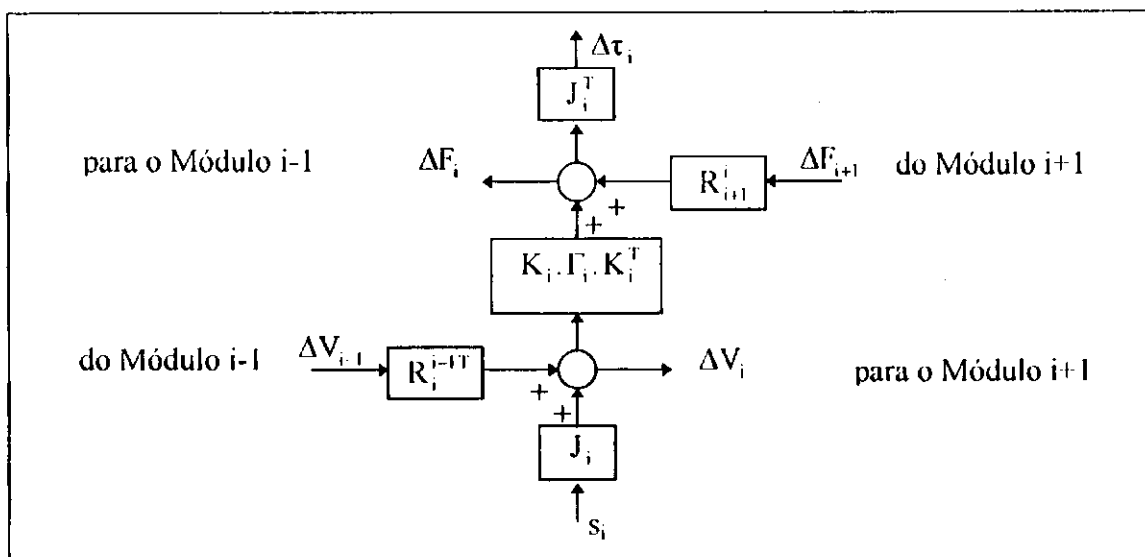 Δτ_i
J_i^T
para o Módulo i-1
ΔF_i
R_{i+1}^i
ΔF_{i+1}
do Módulo i+1
+
+
K_i . Γ_i . K_i^T
do Módulo i-1
ΔV_{i-1}
R_i^{i-1T}
ΔV_i
para o Módulo i+1
+
+
J_i
s_i